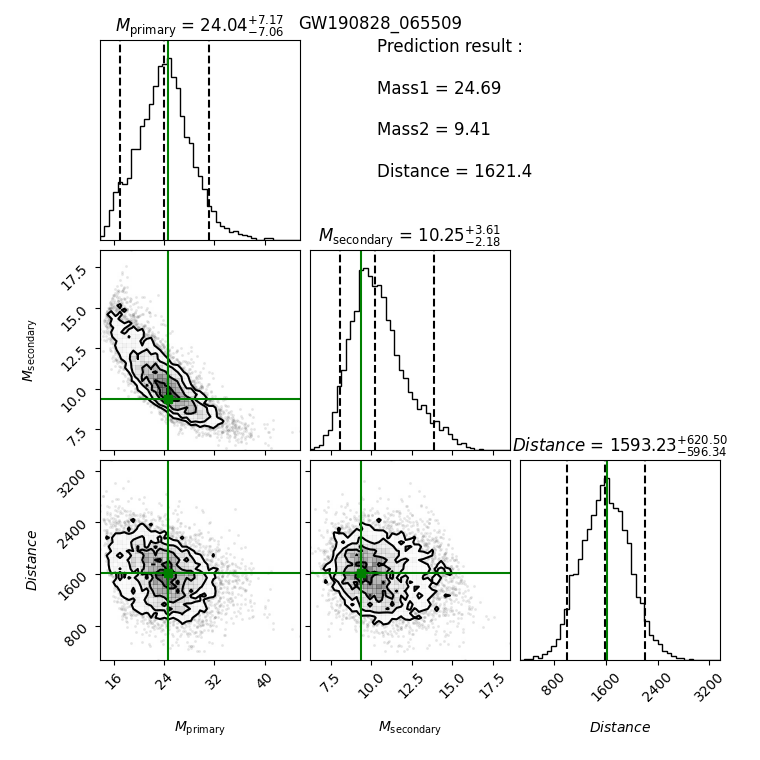 M_primary = 24.04 +7.17 −7.06 GW190828_065509
Prediction result :
Mass1 = 24.69
Mass2 = 9.41
Distance = 1621.4
M_secondary = 10.25 +3.61 −2.18
M_secondary
17.5
15.0
12.5
10.0
7.5
Distance = 1593.23 +620.50 −596.34
Distance
3200
2400
1600
800
16 24 32 40
7.5 10.0 12.5 15.0 17.5
800 1600 2400 3200
M_primary M_secondary Distance